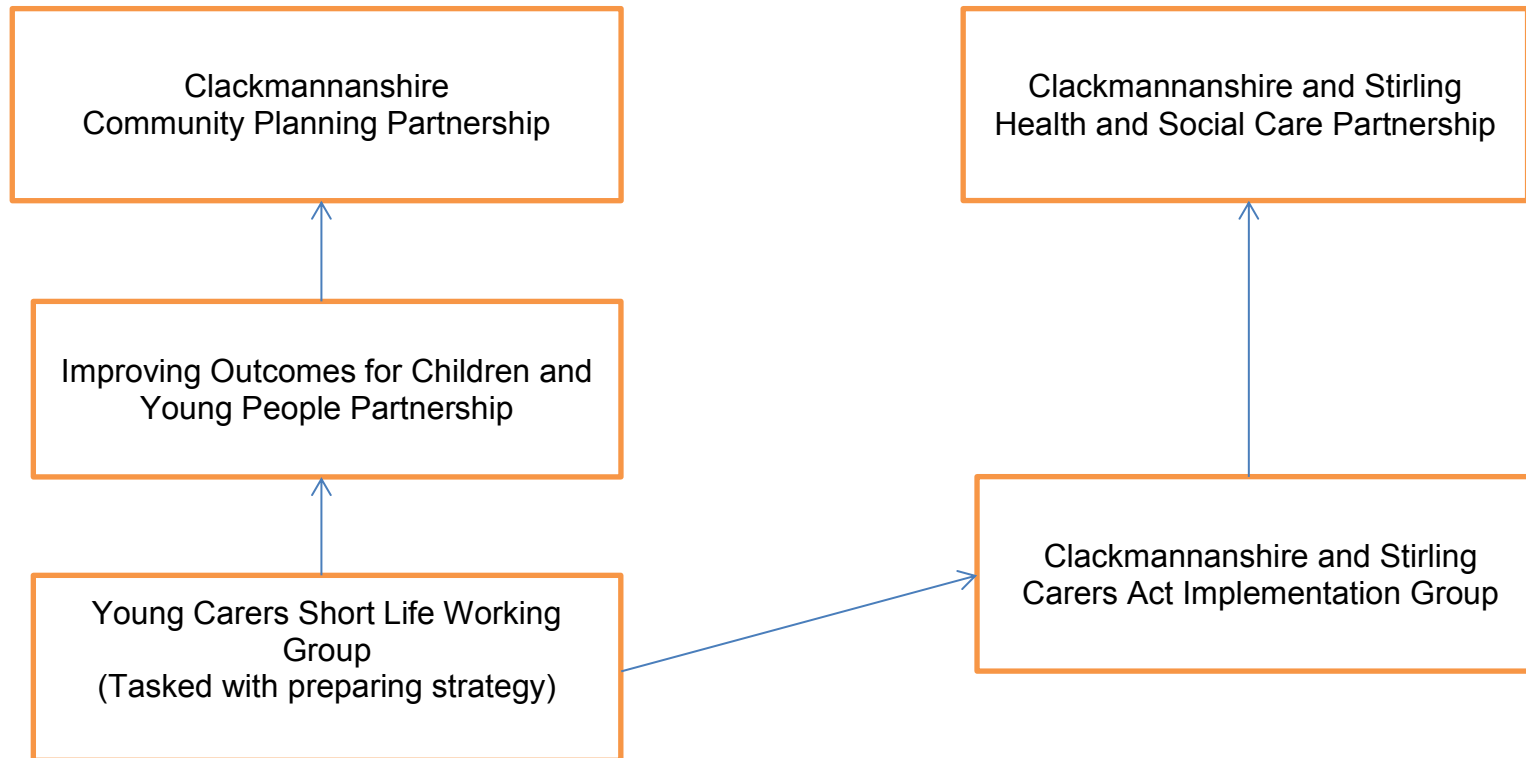 Clackmannanshire
Community Planning Partnership
Clackmannanshire and Stirling
Health and Social Care Partnership
Improving Outcomes for Children and
Young People Partnership
Young Carers Short Life Working
Group
(Tasked with preparing strategy)
Clackmannanshire and Stirling
Carers Act Implementation Group